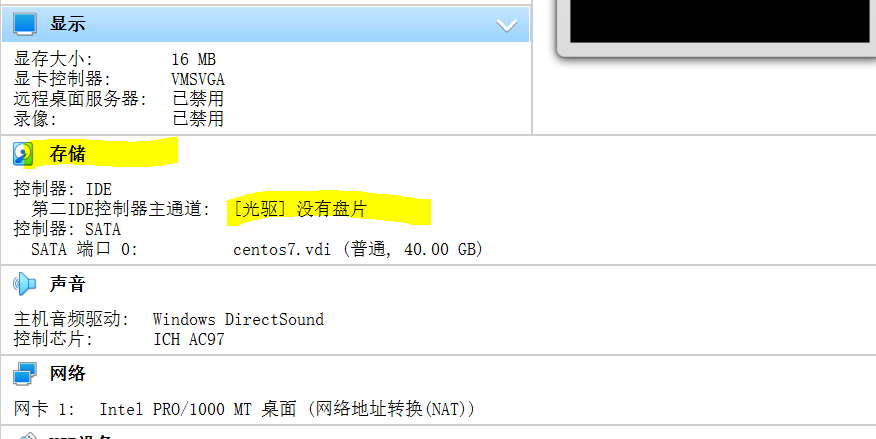 显示
显存大小: 16 MB
显卡控制器: VMSVGA
远程桌面服务器: 已禁用
录像: 已禁用
存储
控制器: IDE
第二IDE控制器主通道: [光驱] 没有盘片
控制器: SATA
SATA 端口 0: centos7.vdi (普通, 40.00 GB)
声音
主机音频驱动: Windows DirectSound
控制芯片: ICH AC97
网络
网卡 1: Intel PRO/1000 MT 桌面 (网络地址转换(NAT))